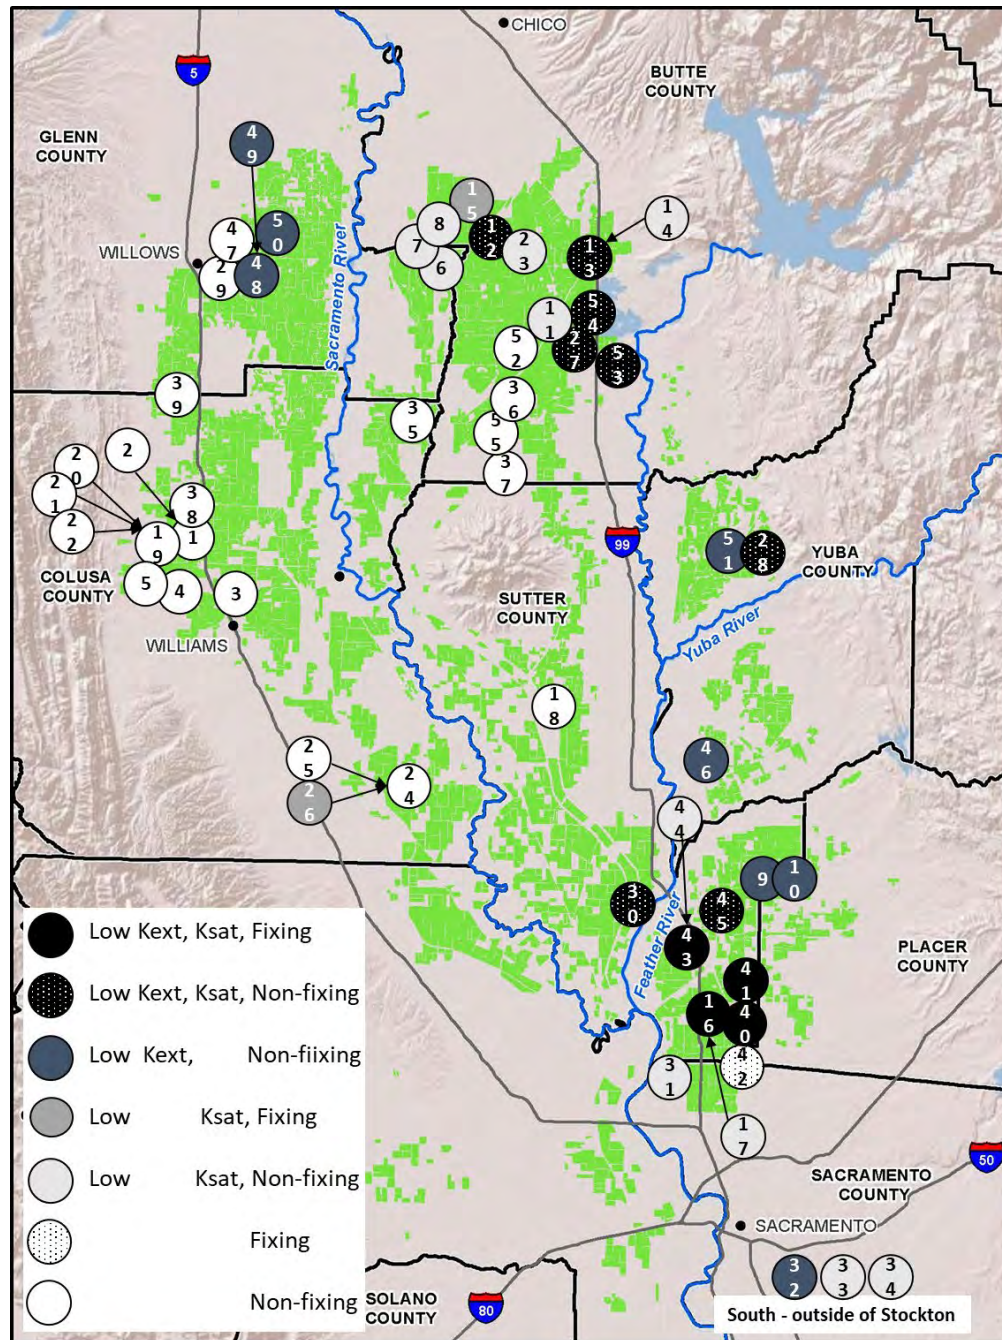 CHICO
5
BUTTE
COUNTY
GLENN
COUNTY
49
15
14
8
50
47
12
23
7
13
WILLOWS
6
48
29
Sacramento River
54
11
52
27
53
39
36
35
55
2
20
37
21
38
22
19
1
99
51
28
YUBA
COUNTY
5
COLUSA
COUNTY
4
3
SUTTER
COUNTY
WILLIAMS
Yuba River
18
25
46
24
26
44
9
10
30
45
Low Kext, Ksat, Fixing
43
PLACER
COUNTY
Feather River
41
Low Kext, Ksat, Non-fixing
16
40
Low Kext, Non-fiixing
42
31
Low Ksat, Fixing
17
50
Low Ksat, Non-fixing
SACRAMENTO
COUNTY
SACRAMENTO
Fixing
32
33
34
Non-fixing
SOLANO
COUNTY
80
South - outside of Stockton